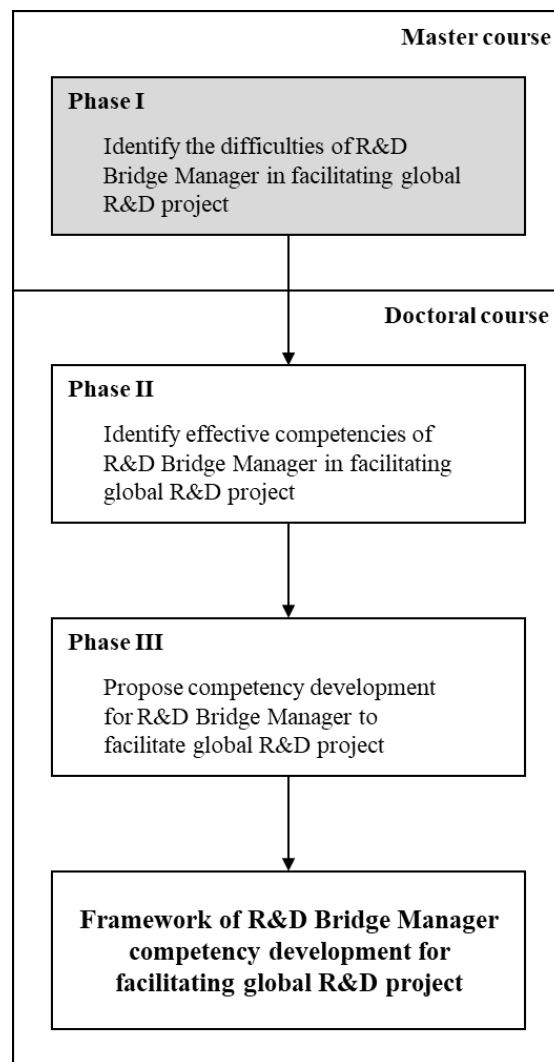 Master course
Phase I
Identify the difficulties of R&D
Bridge Manager in facilitating global
R&D project
Doctoral course
Phase II
Identify effective competencies of
R&D Bridge Manager in facilitating
global R&D project
Phase III
Propose competency development
for R&D Bridge Manager to
facilitate global R&D project
Framework of R&D Bridge Manager
competency development for
facilitating global R&D project